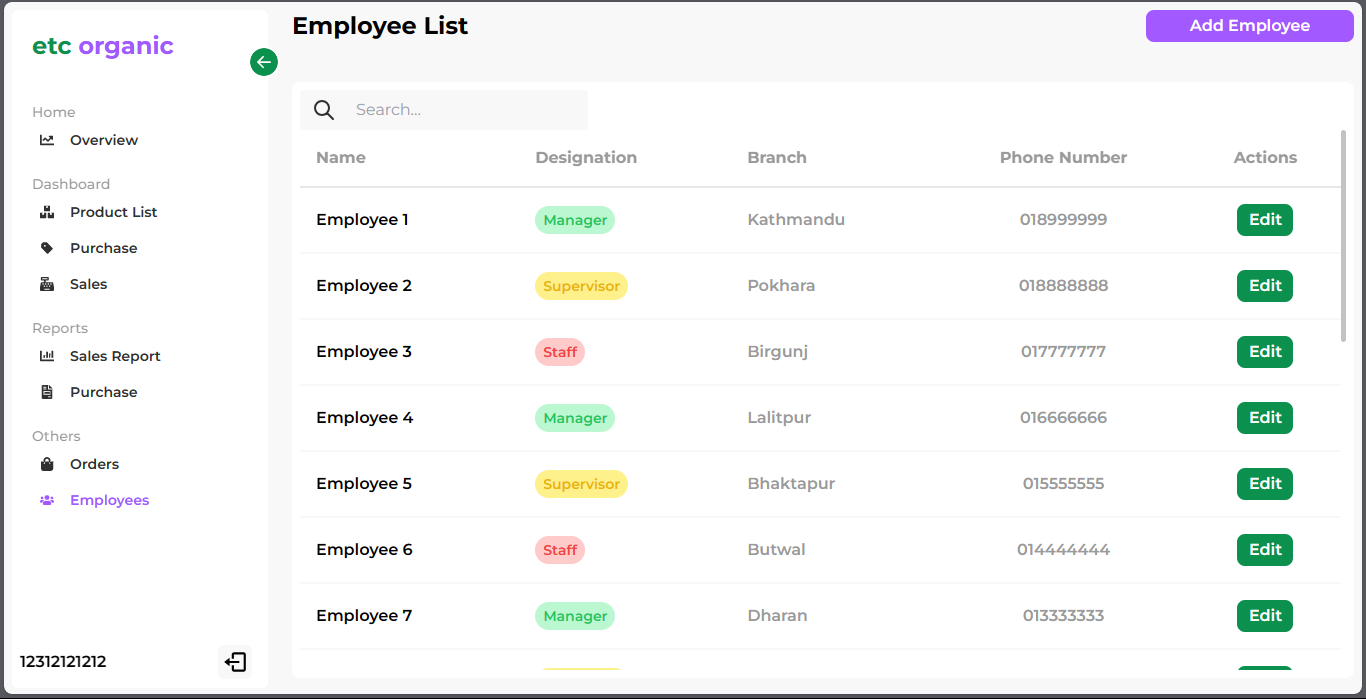 etc organic
Home
Overview
Dashboard
Product List
Purchase
Sales
Reports
Sales Report
Purchase
Others
Orders
Employees
12312121212
Employee List
Add Employee
Search...
Name Designation Branch Phone Number Actions
Employee 1 Manager Kathmandu 018999999 Edit
Employee 2 Supervisor Pokhara 018888888 Edit
Employee 3 Staff Birgunj 017777777 Edit
Employee 4 Manager Lalitpur 016666666 Edit
Employee 5 Supervisor Bhaktapur 015555555 Edit
Employee 6 Staff Butwal 014444444 Edit
Employee 7 Manager Dharan 013333333 Edit